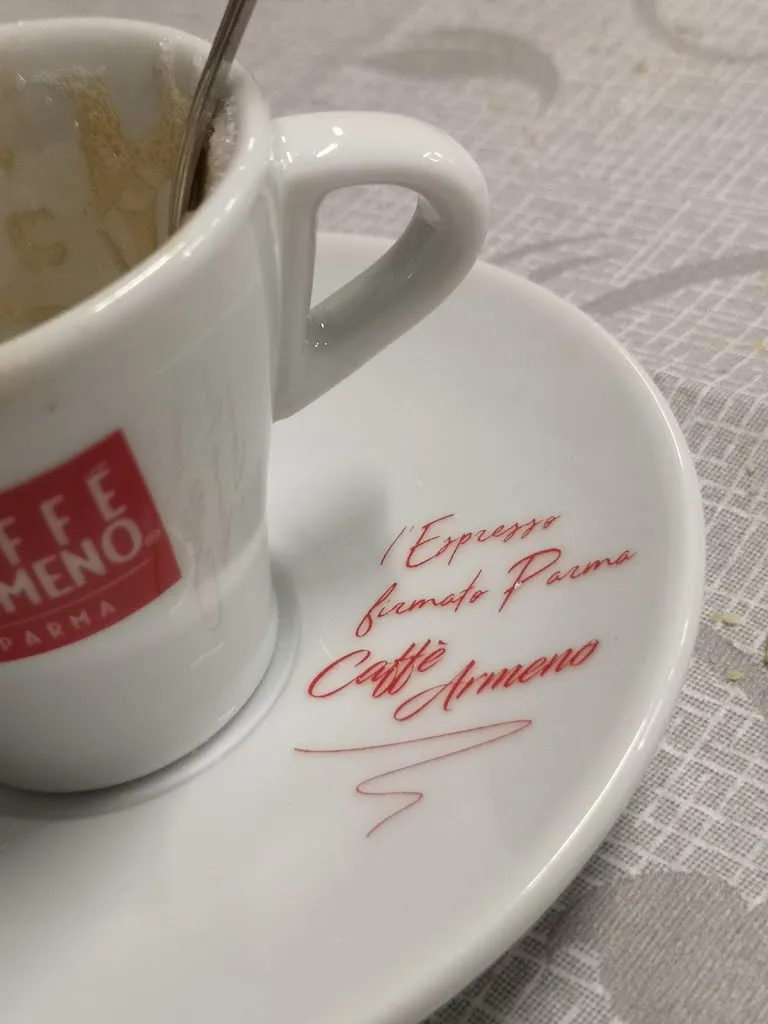 FFÈ
MENO
PARMA
l'Espresso
firmato Parma
Caffè
Armeno